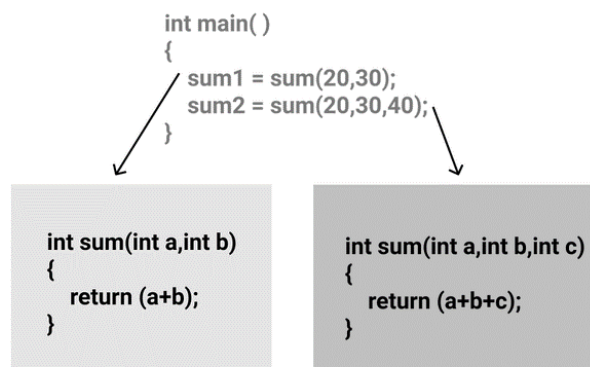 int main( )
{
sum1 = sum(20,30);
sum2 = sum(20,30,40);
}
int sum(int a,int b)
{
return (a+b);
}
int sum(int a,int b,int c)
{
return (a+b+c);
}